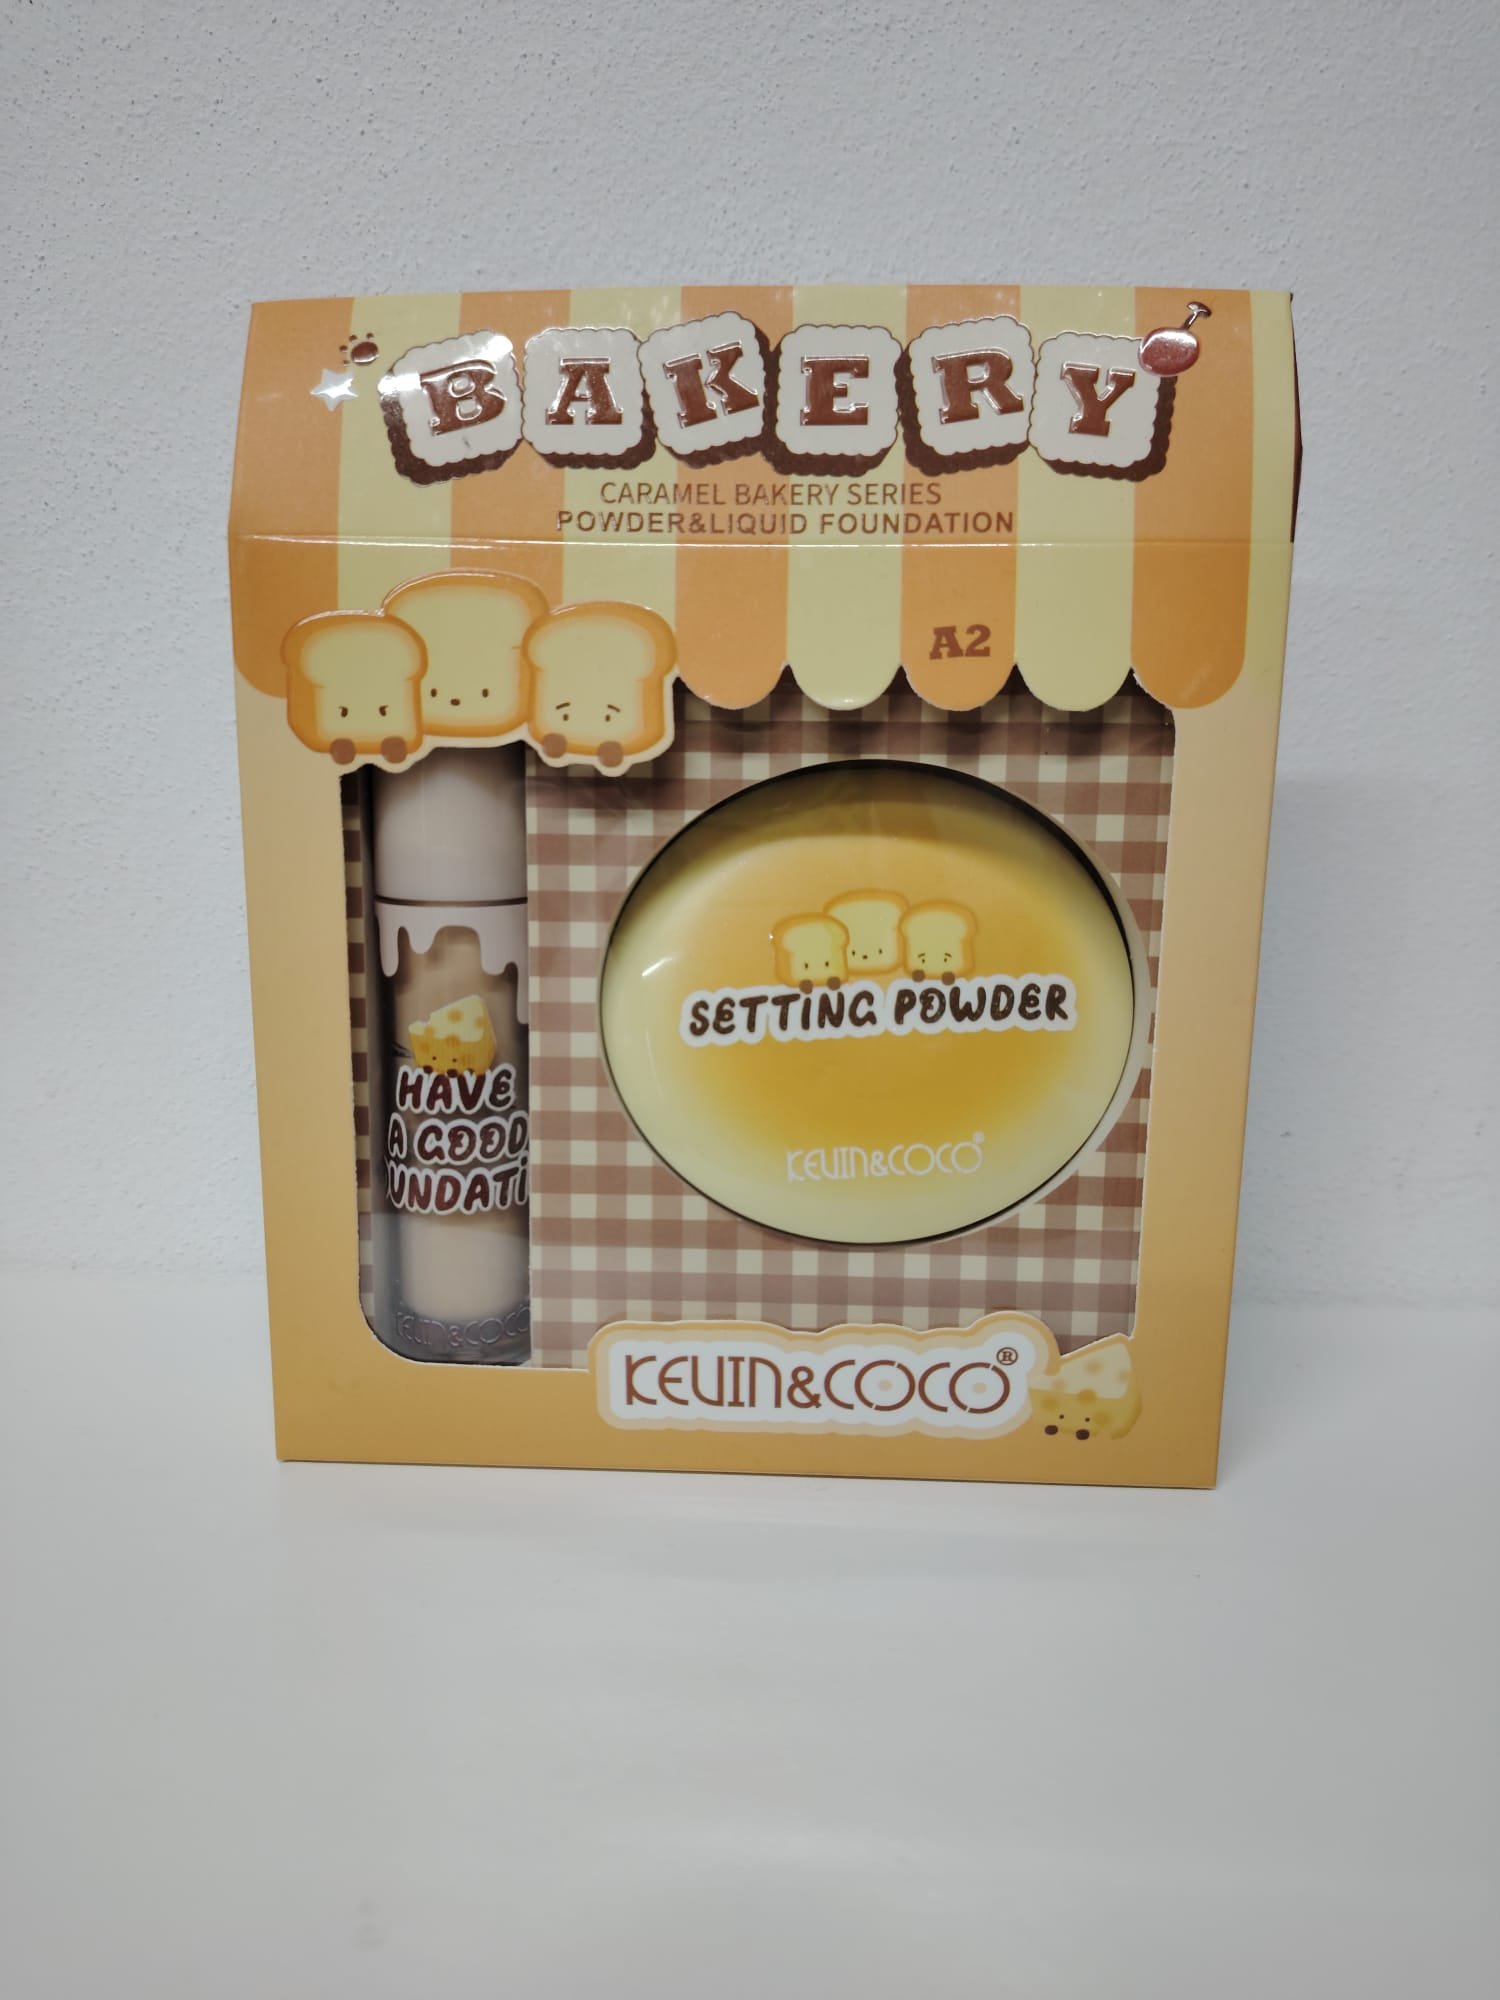 BAKERY
CARAMEL BAKERY SERIES
POWDER&LIQUID FOUNDATION
A2
SETTING POWDER
KEVIN&COCO®
HAVE
A GOOD
UNDATI
KEVIN&COCO
KEVIN&COCO®